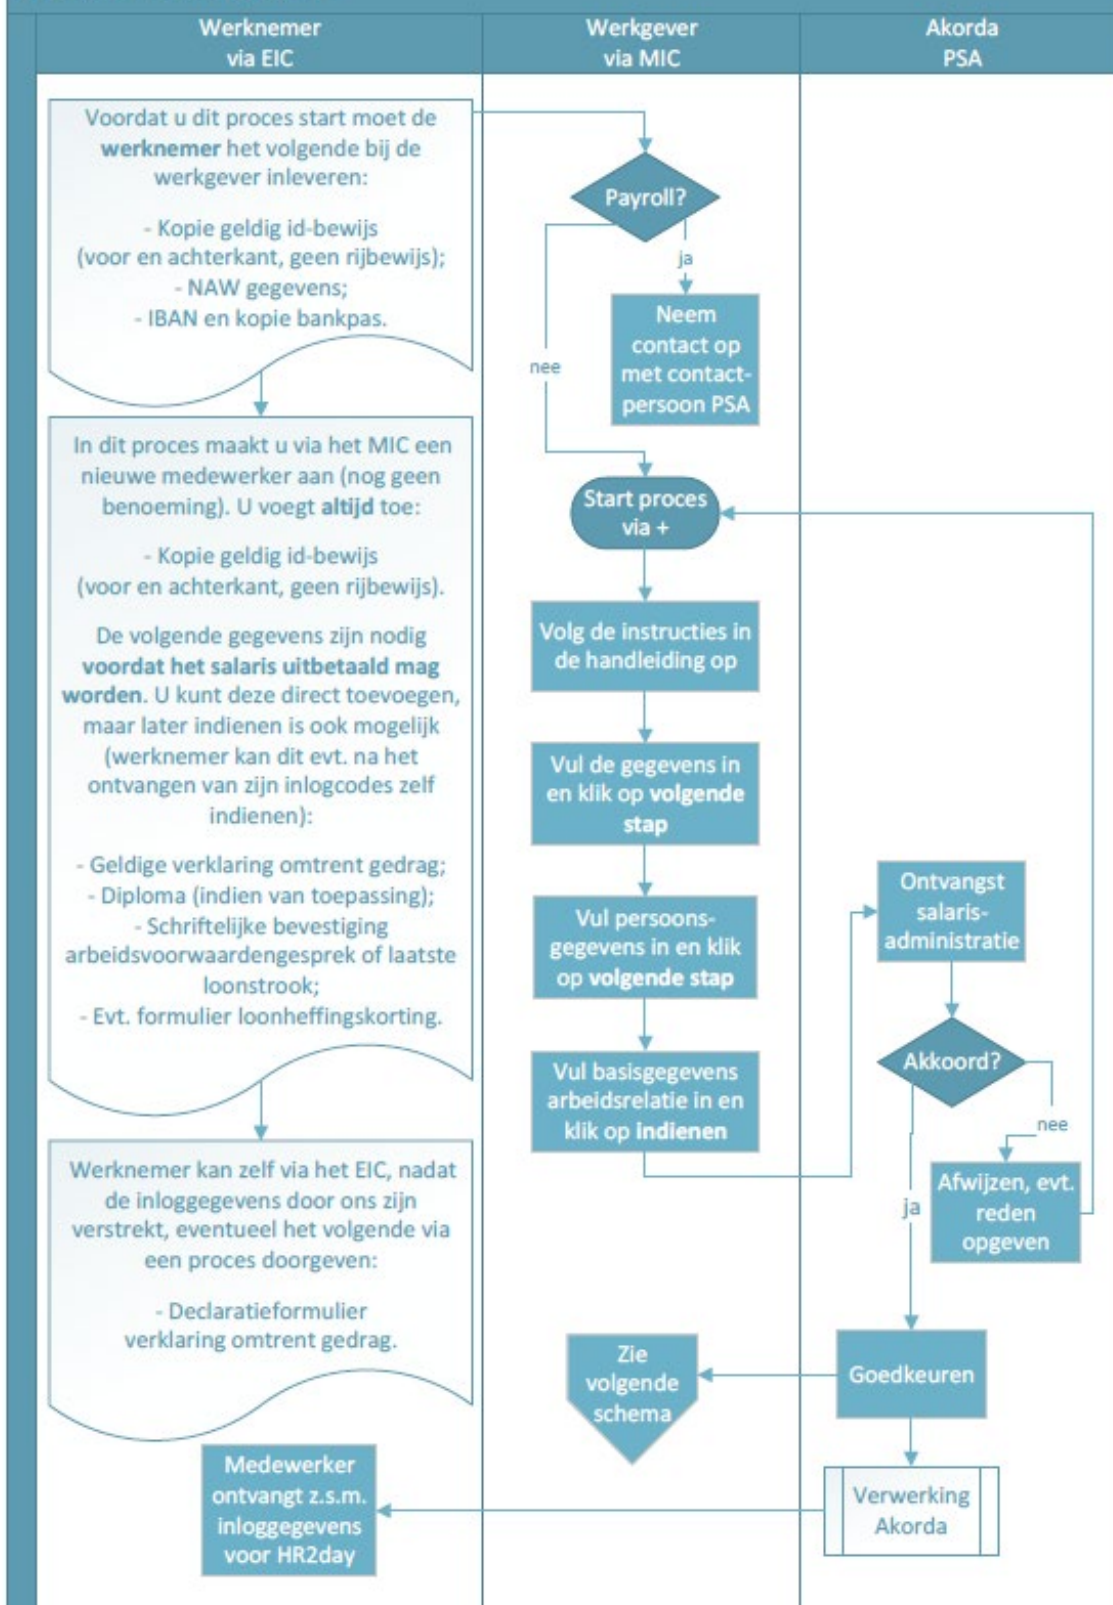 Werknemer
via EIC
Werkgever
via MIC
Akorda
PSA
Voordat u dit proces start moet de
werknemer het volgende bij de
werkgever inleveren:
- Kopie geldig id-bewijs
(voor en achterkant, geen rijbewijs);
- NAW gegevens;
- IBAN en kopie bankpas.
In dit proces maakt u via het MIC een
nieuwe medewerker aan (nog geen
benoeming). U voegt altijd toe:
- Kopie geldig id-bewijs
(voor en achterkant, geen rijbewijs).
De volgende gegevens zijn nodig
voordat het salaris uitbetaald mag
worden. U kunt deze direct toevoegen,
maar later indienen is ook mogelijk
(werknemer kan dit evt. na het
ontvangen van zijn inlogcodes zelf
indienen):
- Geldige verklaring omtrent gedrag;
- Diploma (indien van toepassing);
- Schriftelijke bevestiging
arbeidsvoorwaardengesprek of laatste
loonstrook;
- Evt. formulier loonheffingskorting.
Werknemer kan zelf via het EIC, nadat
de inloggegevens door ons zijn
verstrekt, eventueel het volgende via
een proces doorgeven:
- Declaratieformulier
verklaring omtrent gedrag.
Medewerker
ontvangt z.s.m.
inloggegevens
voor HR2day
Payroll?
ja
nee
Neem
contact op
met contact-
persoon PSA
Start proces
via +
Volg de instructies in
de handleiding op
Vul de gegevens in
en klik op volgende
stap
Vul persoons-
gegevens in en klik
op volgende stap
Vul basisgegevens
arbeidsrelatie in en
klik op indienen
Zie
volgende
schema
Ontvangst
salaris-
administratie
Akkoord?
nee
ja
Afwijzen, evt.
reden
opgeven
Goedkeuren
Verwerking
Akorda